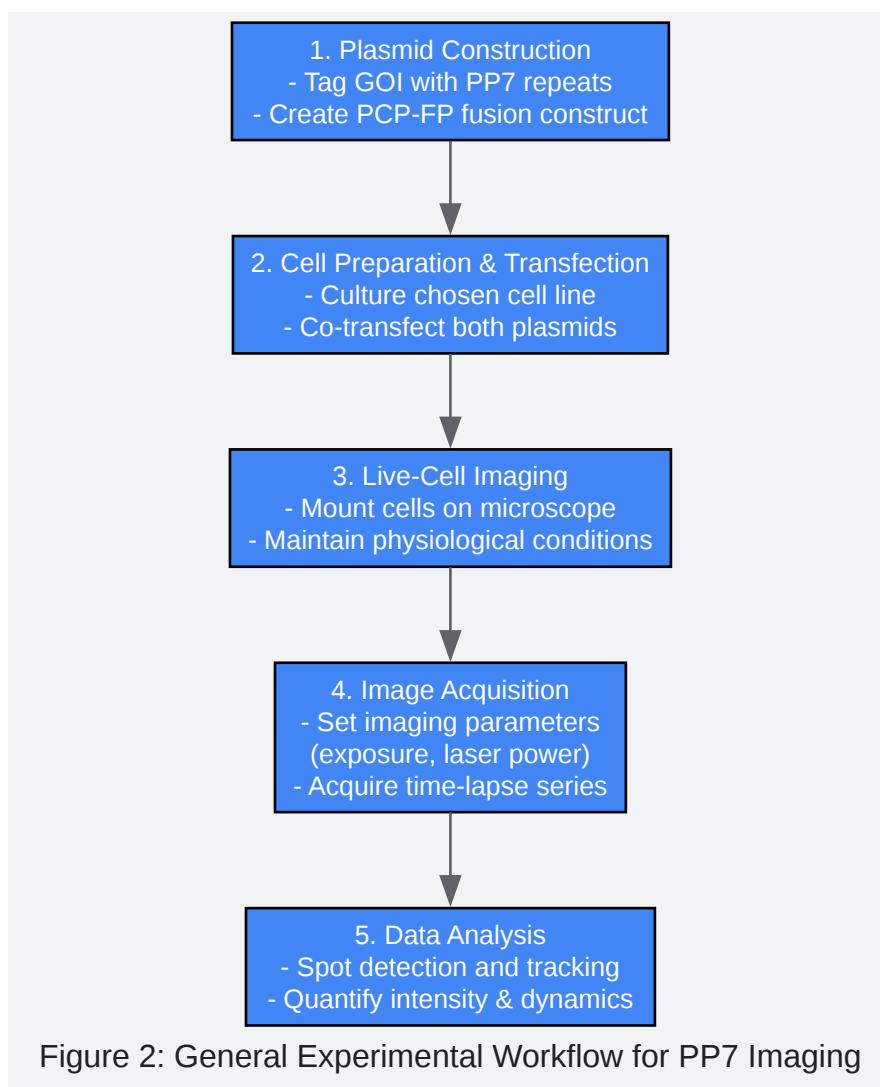 1. Plasmid Construction
- Tag GOI with PP7 repeats
- Create PCP-FP fusion construct
2. Cell Preparation & Transfection
- Culture chosen cell line
- Co-transfect both plasmids
3. Live-Cell Imaging
- Mount cells on microscope
- Maintain physiological conditions
4. Image Acquisition
- Set imaging parameters
(exposure, laser power)
- Acquire time-lapse series
5. Data Analysis
- Spot detection and tracking
- Quantify intensity & dynamics
Figure 2: General Experimental Workflow for PP7 Imaging